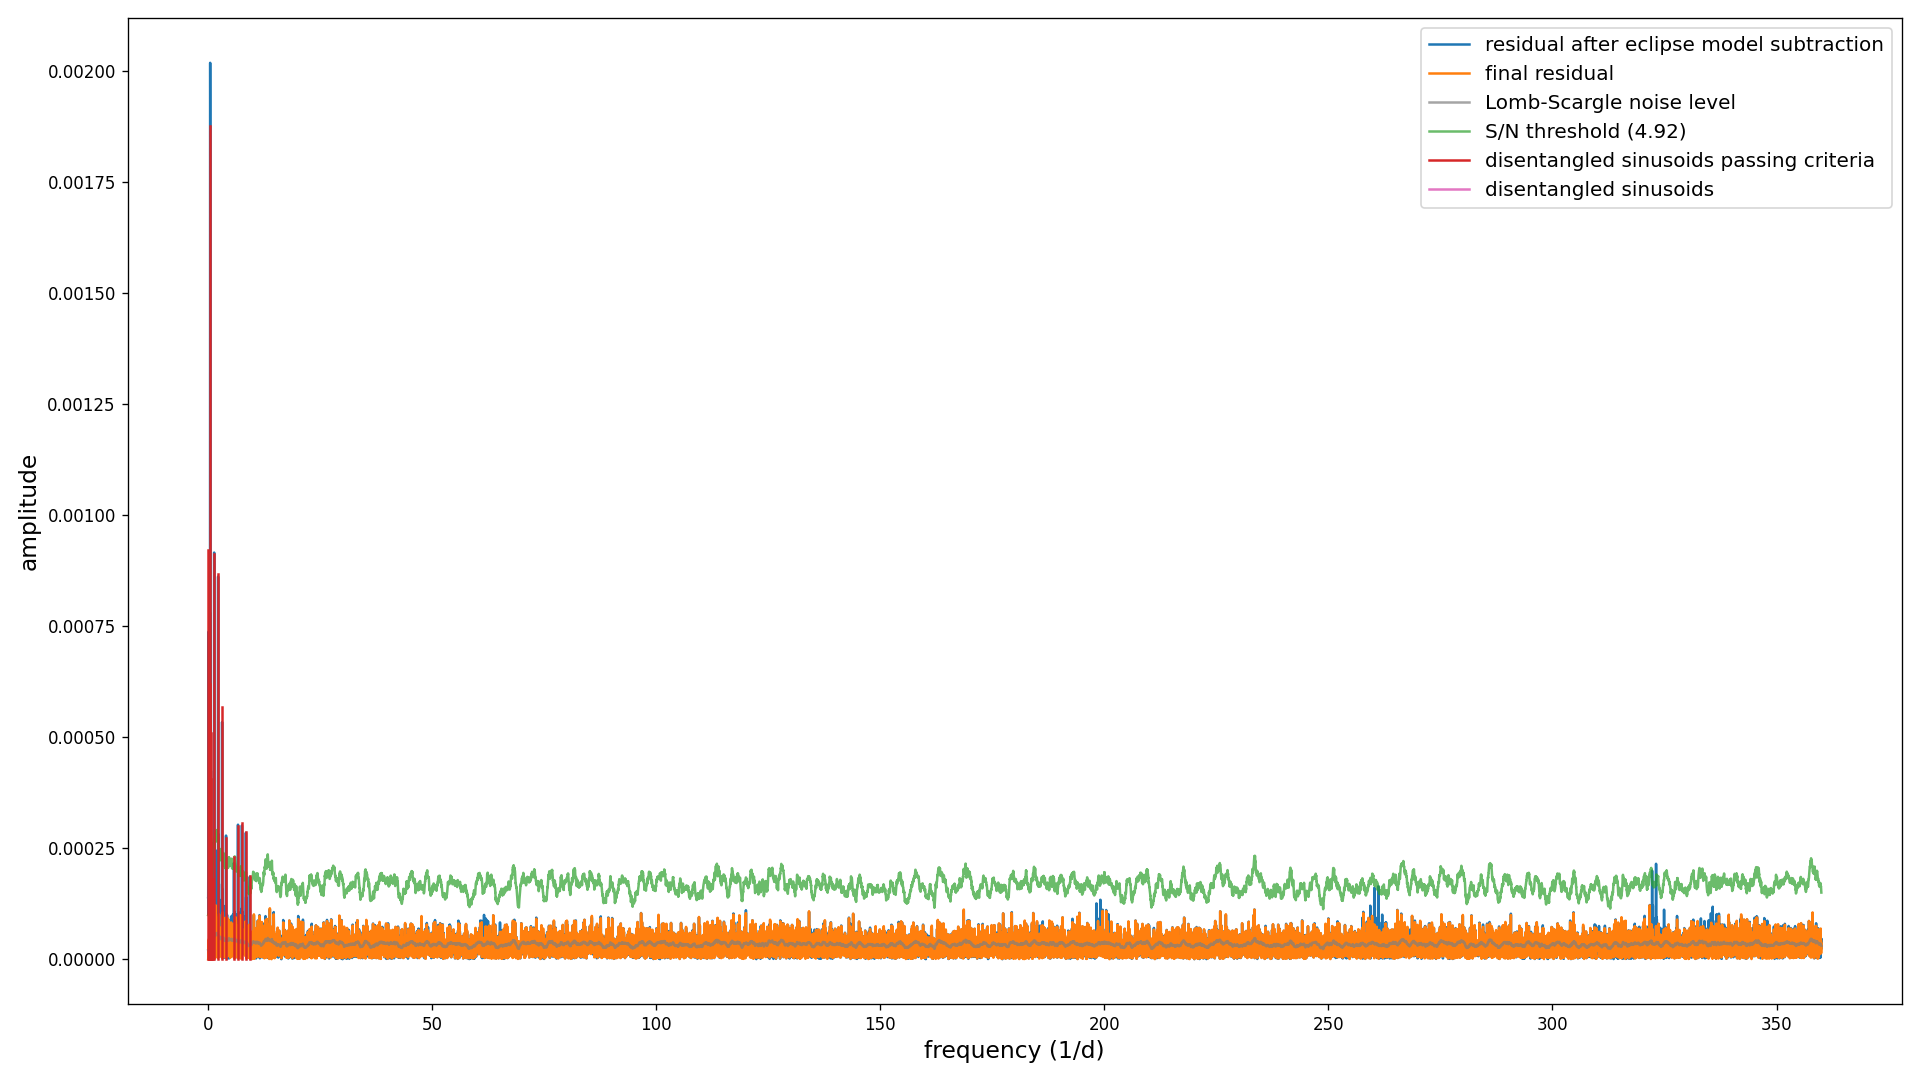 residual after eclipse model subtraction
final residual
Lomb-Scargle noise level
S/N threshold (4.92)
disentangled sinusoids passing criteria
disentangled sinusoids
0.00200
0.00175
0.00150
0.00125
0.00100
0.00075
0.00050
0.00025
0.00000
amplitude
0 50 100 150 200 250 300 350
frequency (1/d)